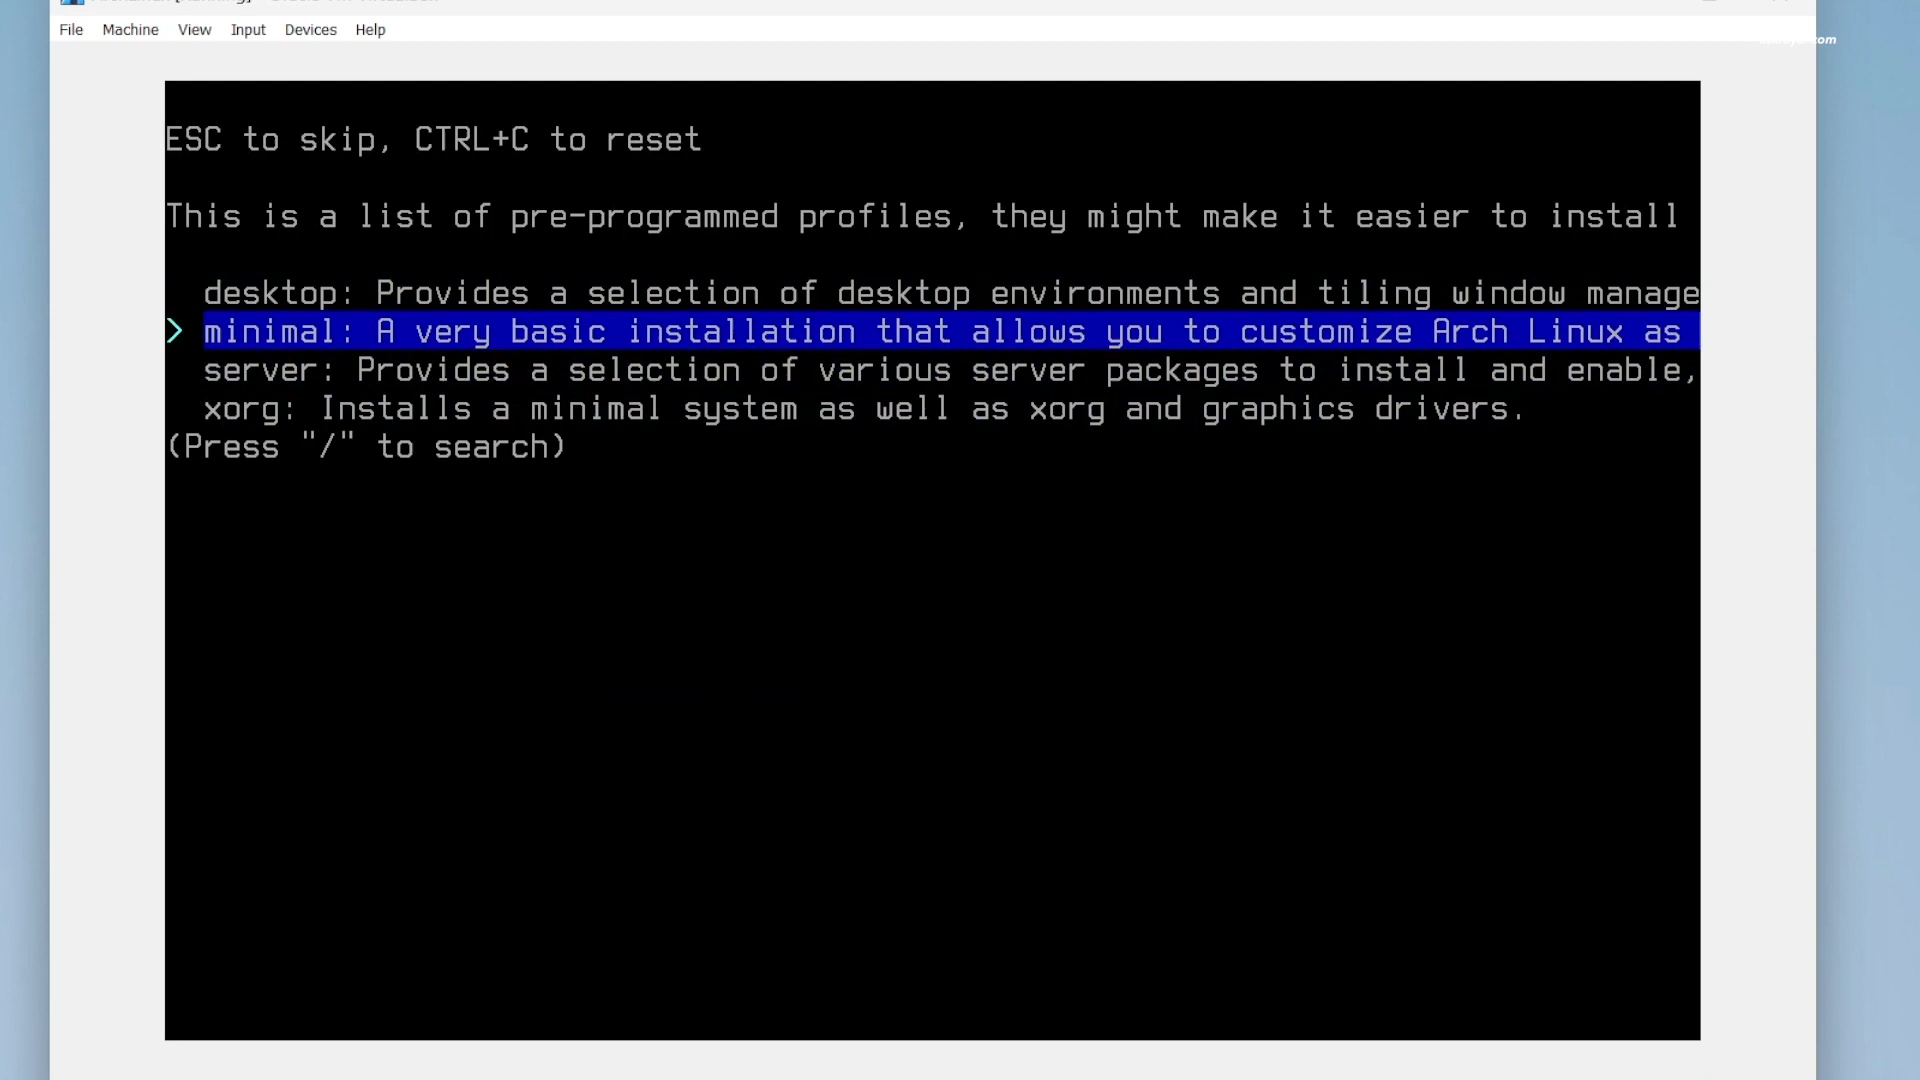 File Machine View Input Devices Help
ESC to skip, CTRL+C to reset
This is a list of pre-programmed profiles, they might make it easier to install
desktop: Provides a selection of desktop environments and tiling window manage
> minimal: A very basic installation that allows you to customize Arch Linux as
server: Provides a selection of various server packages to install and enable,
xorg: Installs a minimal system as well as xorg and graphics drivers.
(Press "/" to search)